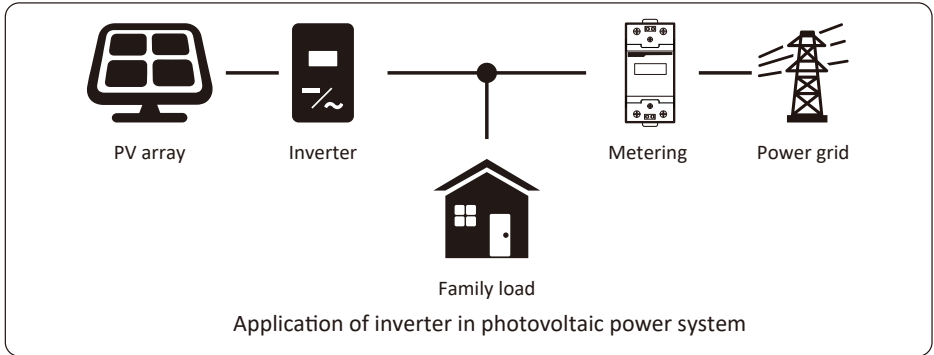 PV array
Inverter
Metering
Power grid
Family load
Application of inverter in photovoltaic power system